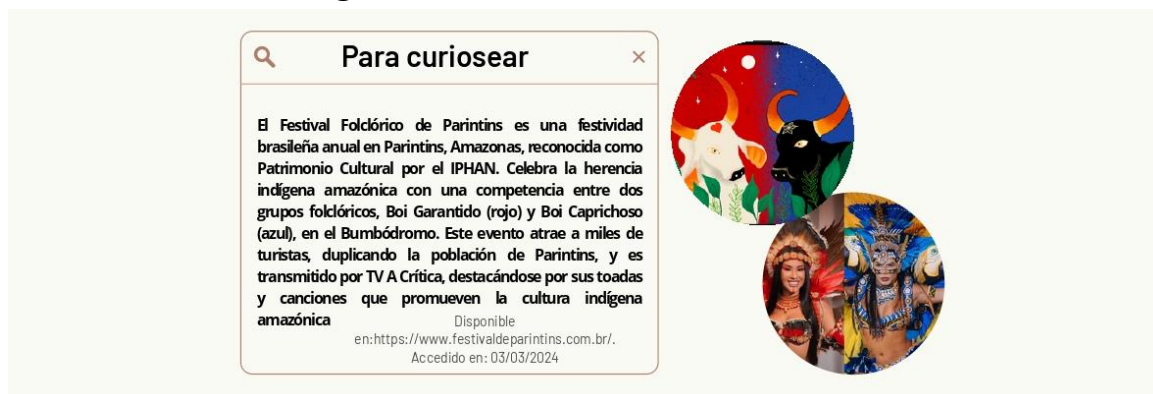 Para curiosear
El Festival Folclórico de Parintins es una festividad
brasileña anual en Parintins, Amazonas, reconocida como
Patrimonio Cultural por el IPHAN. Celebra la herencia
indígena amazónica con una competencia entre dos
grupos folclóricos, Boi Garantido (rojo) y Boi Caprichoso
(azul), en el Bumbódromo. Este evento atrae a miles de
turistas, duplicando la población de Parintins, y es
transmitido por TV A Crítica, destacándose por sus toadas
y canciones que promueven la cultura indígena
amazónica
Disponible
en:https://www.festivaldeparintins.com.br/.
Accedido en: 03/03/2024